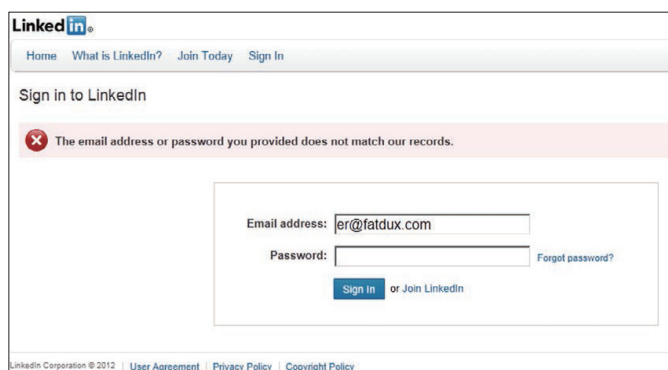 Linked in ®
Home What is LinkedIn? Join Today Sign In
Sign in to LinkedIn
The email address or password you provided does not match our records.
Email address: er@fatdux.com
Password: Forgot password?
Sign In or Join LinkedIn
LinkedIn Corporation © 2012 | User Agreement | Privacy Policy | Copyright Policy